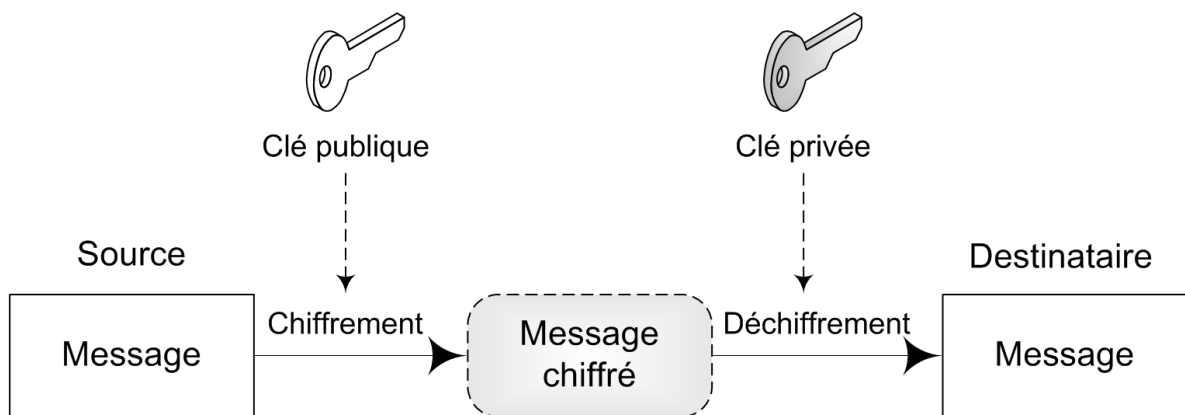 Clé publique
Clé privée
Source
Destinataire
Message
Chiffrement
Message
chiffré
Déchiffrement
Message